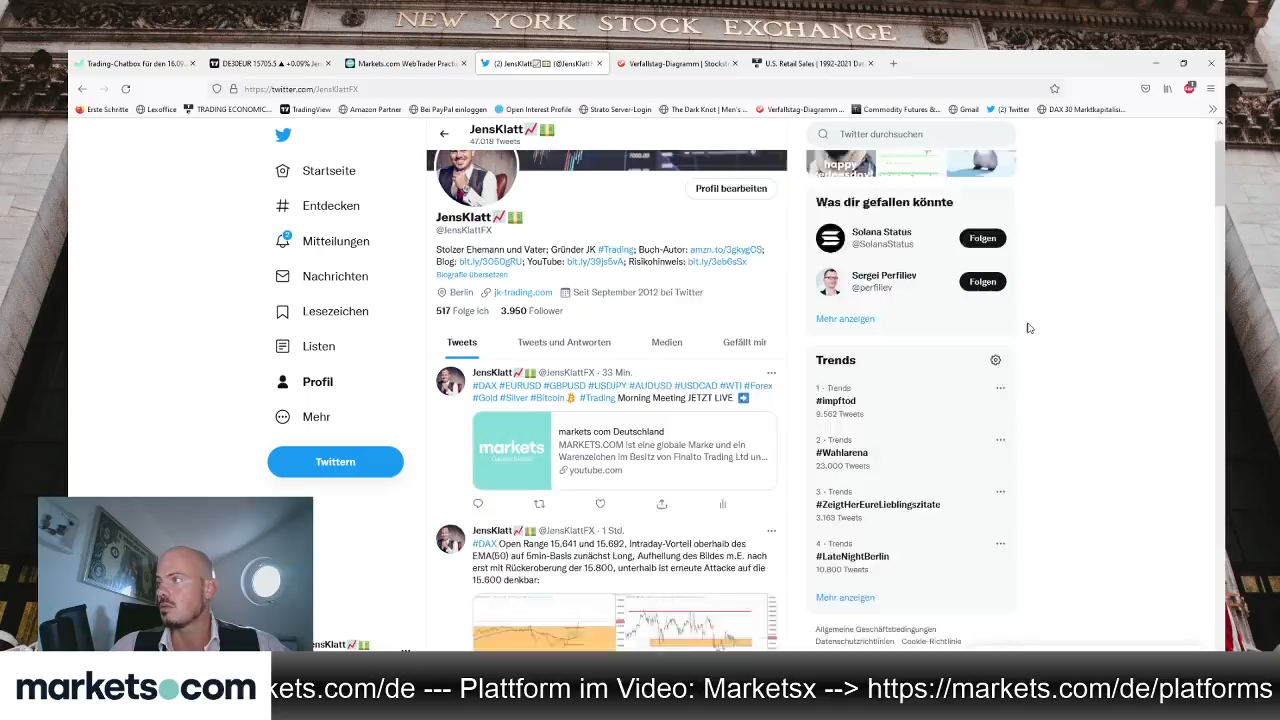 NEW YORK STOCK EXCHANGE
Trading-Chatbox für den 16.09.
DE30EUR 15705.5 ▲ +0.09%
Markets.com WebTrader Practi
(2) JensKlatt
Verfallstag-Diagramm | Stockstr
U.S. Retail Sales | 1992-2021 Dat
https://twitter.com/JensKlattFX
Erste Schritte
Lexoffice
TRADING ECONOMIC...
TradingView
Amazon Partner
Bei PayPal einloggen
Open Interest Profile
Strato Server-Login
The Dark Knot | Men's ...
Verfallstag-Diagramm ...
Commodity Futures &...
Gmail
(2) Twitter
DAX 30 Marktkapitalisi...
Startseite
Entdecken
2
Mitteilungen
Nachrichten
Lesezeichen
Listen
Profil
Mehr
Twittern
JensKlatt📈💵
47.018 Tweets
Profil bearbeiten
JensKlatt📈💵
@JensKlattFX
Stolzer Ehemann und Vater; Gründer JK #Trading; Buch-Autor: amzn.to/3gkygCS;
Blog: bit.ly/3050gRU; YouTube: bit.ly/39js5vA; Risikohinweis: bit.ly/3eb6sSx
Biografie übersetzen
Berlin jk-trading.com Seit September 2012 bei Twitter
517 Folge ich 3.950 Follower
Tweets Tweets und Antworten Medien Gefällt mir
JensKlatt📈💵 @JensKlattFX · 33 Min.
#DAX #EURUSD #GBPUSD #USDJPY #AUDUSD #USDCAD #WTI #Forex
#Gold #Silver #Bitcoin #Trading Morning Meeting JETZT LIVE ➡️
markets
markets com Deutschland
MARKETS.COM ist eine globale Marke und ein
Warenzeichen im Besitz von Finalto Trading Ltd un...
youtube.com
JensKlatt📈💵 @JensKlattFX · 1 Std.
#DAX Open Range 15.641 und 15.692, Intraday-Vorteil oberhalb des
EMA(50) auf 5min-Basis zunächst Long, Aufhellung des Bildes m.E. nach
erst mit Rückeroberung der 15.800, unterhalb ist erneute Attacke auf die
15.600 denkbar:
Twitter durchsuchen
happy
Was dir gefallen könnte
Solana Status
@SolanaStatus
Folgen
Sergei Perfiliev
@perfiliev
Folgen
Mehr anzeigen
Trends
1 · Trends
#impftod
9.562 Tweets
2 · Trends
#Wahlarena
23.000 Tweets
3 · Trends
#ZeigtHerEureLieblingszitate
3.163 Tweets
4 · Trends
#LateNightBerlin
10.800 Tweets
Mehr anzeigen
Allgemeine Geschäftsbedingungen
Datenschutzrichtlinien Cookie-Richtlinie
ensKlatt📈💵
markets.com
kets.com/de --- Plattform im Video: Marketsx --> https://markets.com/de/platforms